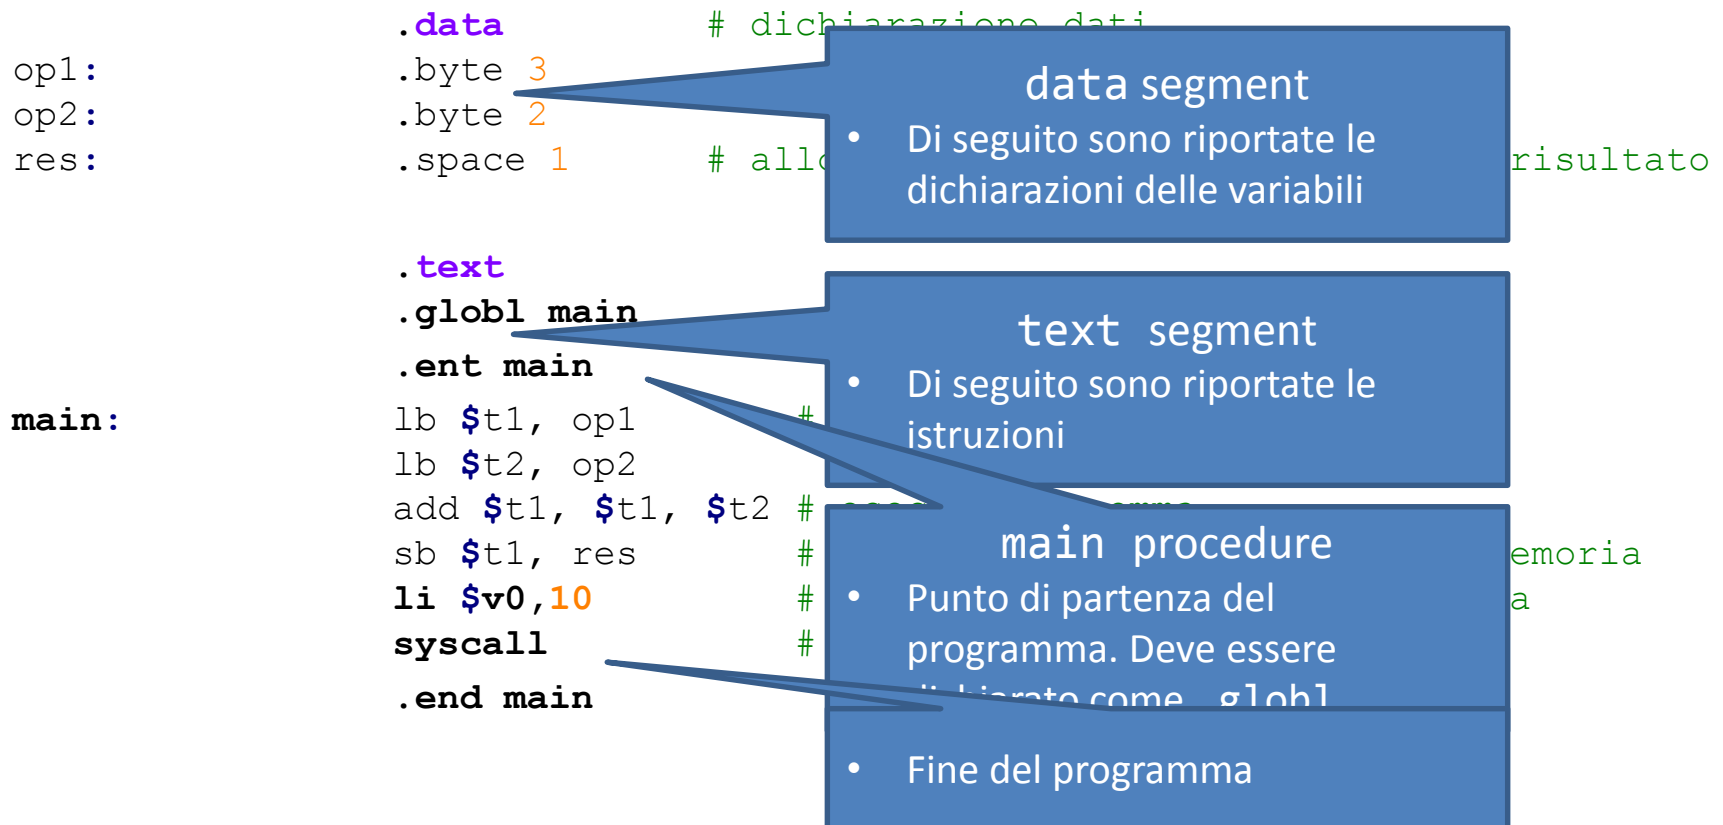 .data # dichiarazione dati
op1: .byte 3
op2: .byte 2
res: .space 1 # risultato
data segment
• Di seguito sono riportate le
dichiarazioni delle variabili
.text
.globl main
.ent main
text segment
• Di seguito sono riportate le
istruzioni
main: lb $t1, op1 #
lb $t2, op2
add $t1, $t1, $t2 #
sb $t1, res #
li $v0,10 #
syscall #
.end main
main procedure
• Punto di partenza del
programma. Deve essere
dichiarato come .globl
• Fine del programma